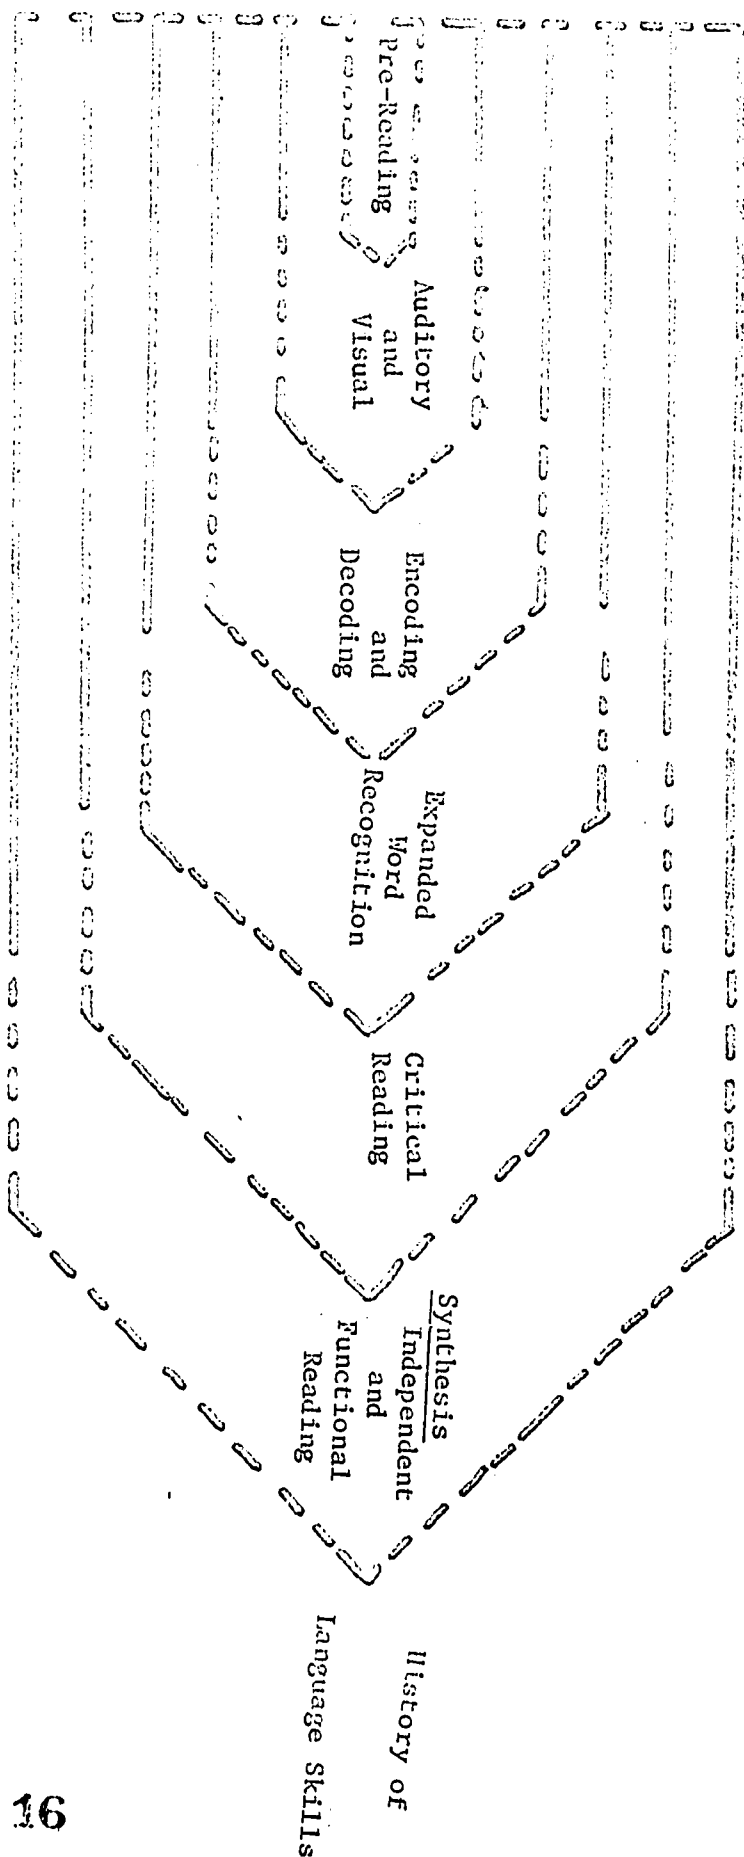 Pre-Reading
Auditory
and
Visual
Encoding
and
Decoding
Expanded
Word
Recognition
Critical
Reading
Synthesis
Independent
and
Functional
Reading
History of
Language Skills
16